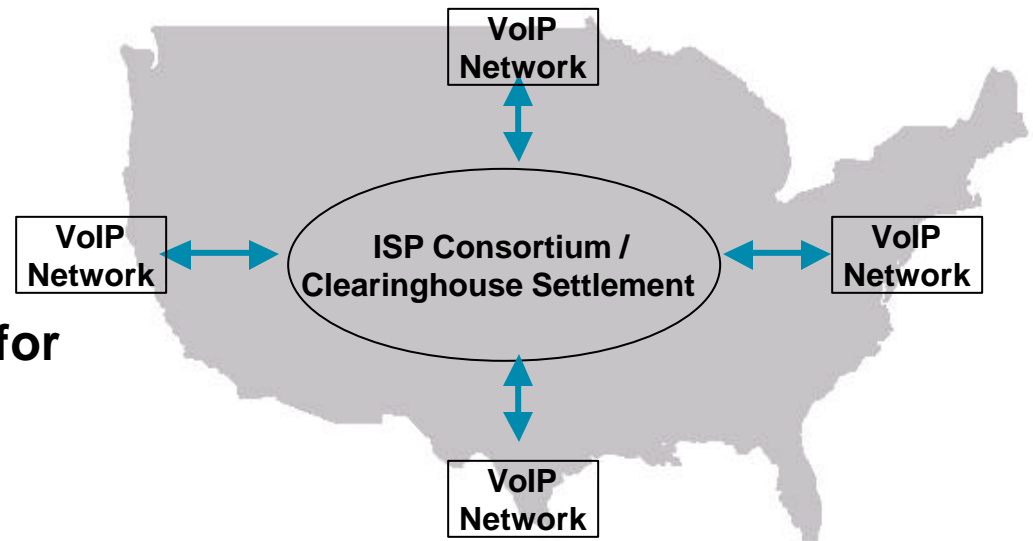 VoIP
Network
VoIP
Network
ISP Consortium /
Clearinghouse Settlement
VoIP
Network
for
VoIP
Network